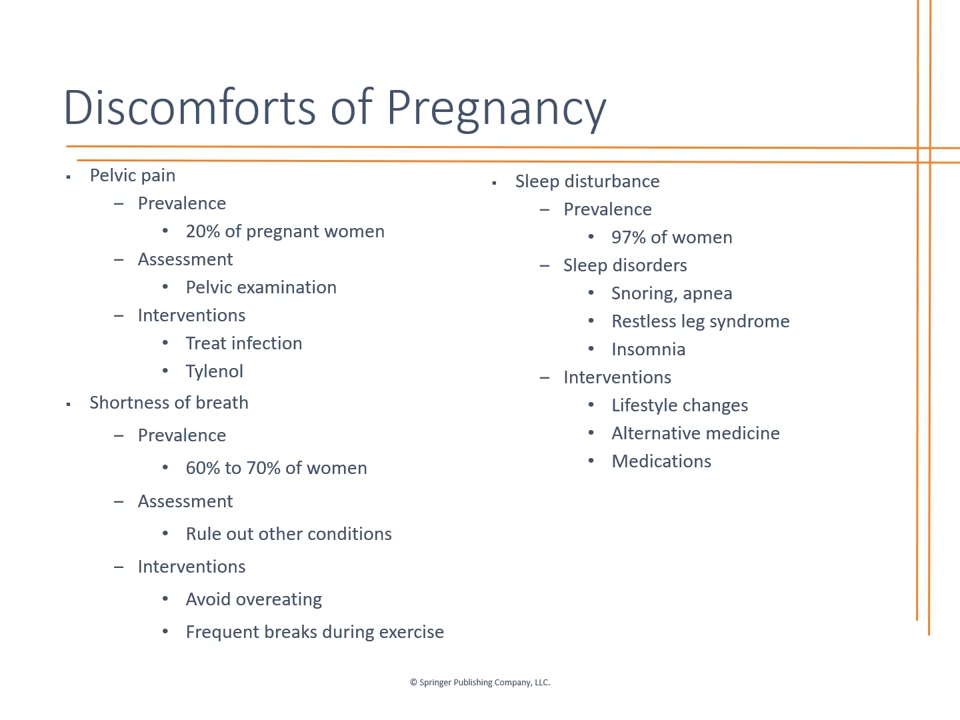 Discomforts of Pregnancy
▪ Pelvic pain
– Prevalence
• 20% of pregnant women
– Assessment
• Pelvic examination
– Interventions
• Treat infection
• Tylenol
▪ Shortness of breath
– Prevalence
• 60% to 70% of women
– Assessment
• Rule out other conditions
– Interventions
• Avoid overeating
• Frequent breaks during exercise
▪ Sleep disturbance
– Prevalence
• 97% of women
– Sleep disorders
• Snoring, apnea
• Restless leg syndrome
• Insomnia
– Interventions
• Lifestyle changes
• Alternative medicine
• Medications
© Springer Publishing Company, LLC.